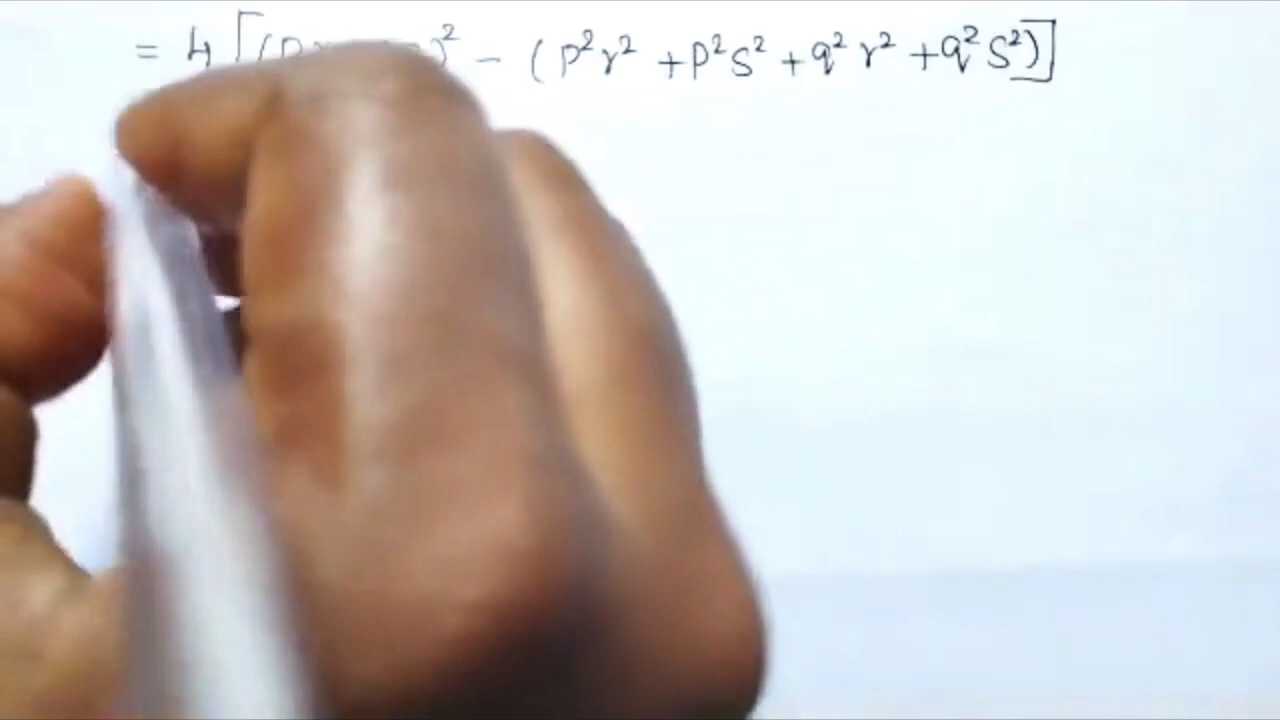 = 4[(p )² - (p²r² + p²s² + q²r² + q²s²)]